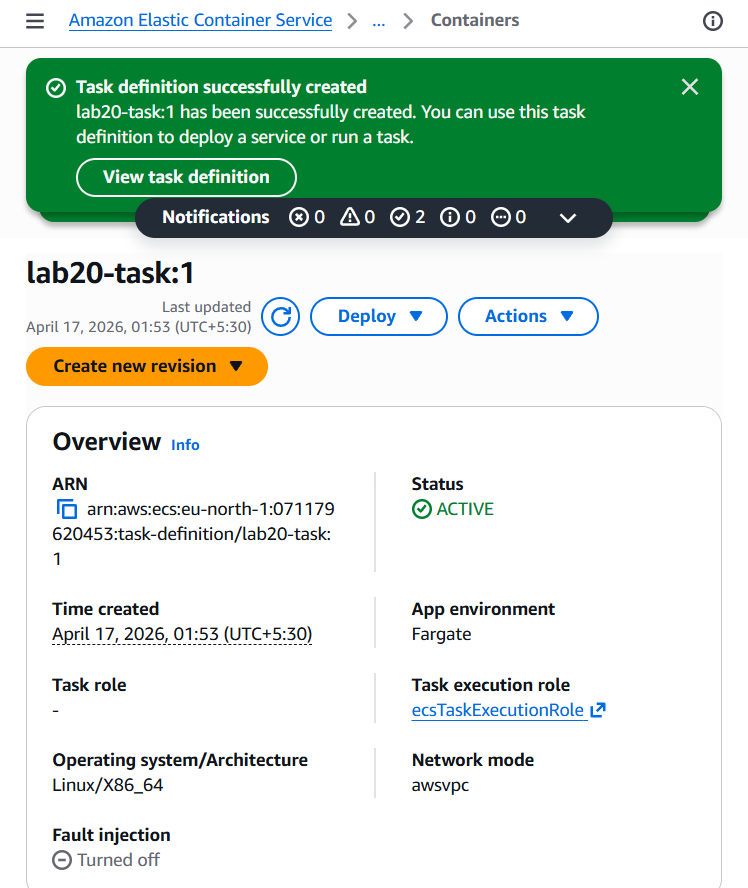 Amazon Elastic Container Service > ... > Containers
Task definition successfully created
lab20-task:1 has been successfully created. You can use this task
definition to deploy a service or run a task.
View task definition
Notifications 0 0 2 0 0
lab20-task:1
Last updated
April 17, 2026, 01:53 (UTC+5:30)
Deploy
Actions
Create new revision
Overview Info
ARN
arn:aws:ecs:eu-north-1:071179
620453:task-definition/lab20-task:
1
Status
ACTIVE
Time created
April 17, 2026, 01:53 (UTC+5:30)
App environment
Fargate
Task role
-
Task execution role
ecsTaskExecutionRole
Operating system/Architecture
Linux/X86_64
Network mode
awsvpc
Fault injection
Turned off